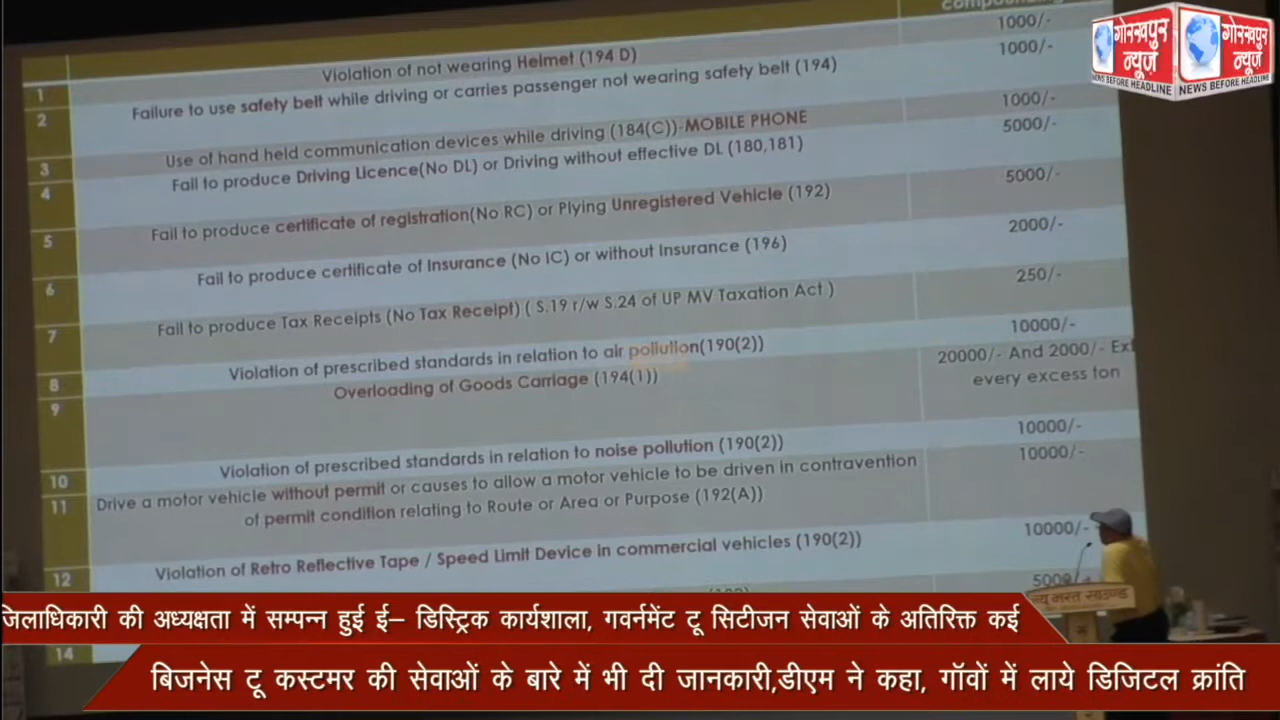 1000/-
गोरखपुर
न्यूज़
NEWS BEFORE HEADLINE
गोरखपुर
न्यूज़
NEWS BEFORE HEADLINE
1 Violation of not wearing Helmet (194 D)
2 Failure to use safety belt while driving or carries passenger not wearing safety belt (194) 1000/-
3 Use of hand held communication devices while driving (184(C))-MOBILE PHONE 1000/-
4 Fail to produce Driving Licence(No DL) or Driving without effective DL (180,181) 5000/-
5 Fail to produce certificate of registration(No RC) or Plying Unregistered Vehicle (192) 5000/-
6 Fail to produce certificate of Insurance (No IC) or without Insurance (196) 2000/-
7 Fail to produce Tax Receipts (No Tax Receipt) ( S.19 r/w S.24 of UP MV Taxation Act ) 250/-
8 Violation of prescribed standards in relation to air pollution(190(2)) 10000/-
9 Overloading of Goods Carriage (194(1)) 20000/- And 2000/-
every excess ton
10 Violation of prescribed standards in relation to noise pollution (190(2)) 10000/-
11 Drive a motor vehicle without permit or causes to allow a motor vehicle to be driven in contravention 10000/-
of permit condition relating to Route or Area or Purpose (192(A))
12 Violation of Retro Reflective Tape / Speed Limit Device in commercial vehicles (190(2)) 10000/-
जिलाधिकारी की अध्यक्षता में सम्पन्न हुई ई– डिस्ट्रिक कार्यशाला, गवर्नमेंट टू सिटीजन सेवाओं के अतिरिक्त कई
14
बिजनेस टू कस्टमर की सेवाओं के बारे में भी दी जानकारी,डीएम ने कहा, गॉवों में लाये डिजिटल क्रांति